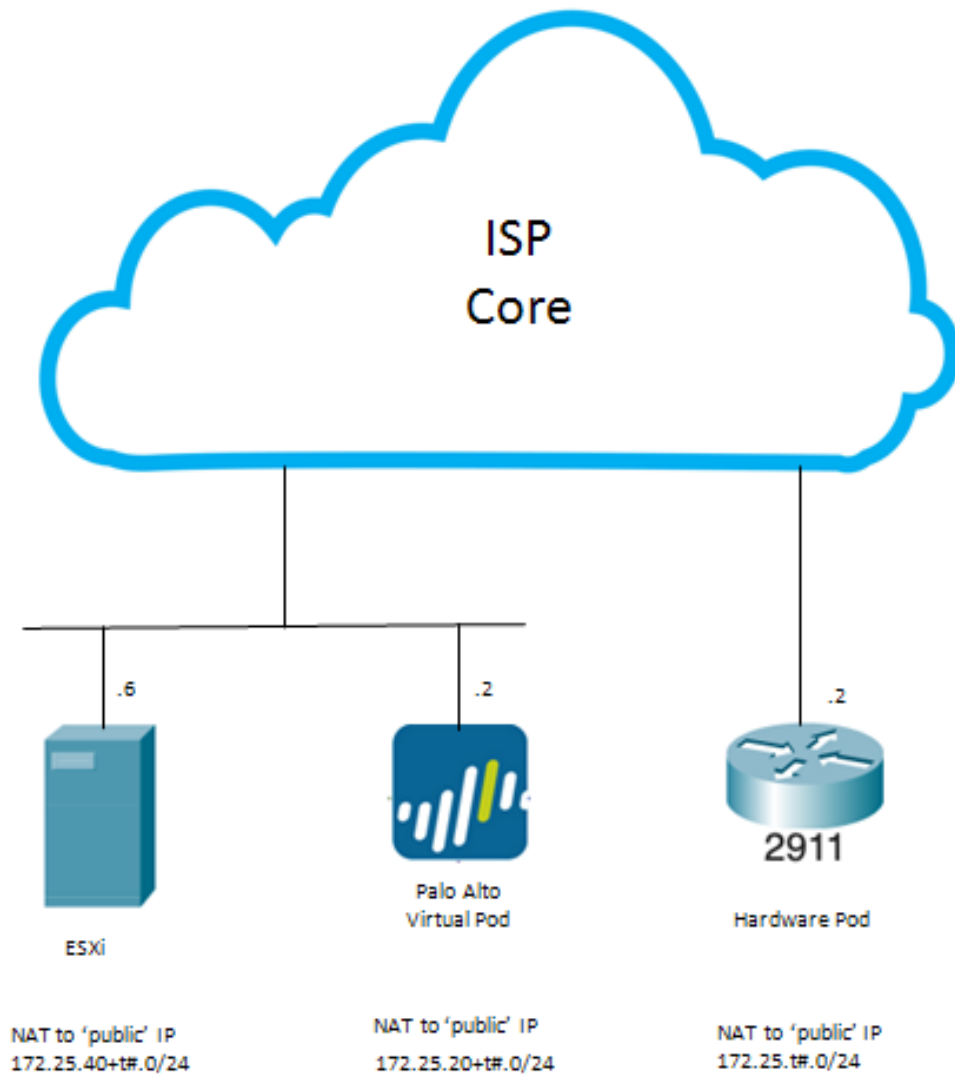 ISP
Core
.6
.2
.2
2911
Palo Alto
Virtual Pod
Hardware Pod
ESXi
NAT to ‘public’ IP
172.25.40+t#.0/24
NAT to ‘public’ IP
172.25.20+t#.0/24
NAT to ‘public’ IP
172.25.t#.0/24